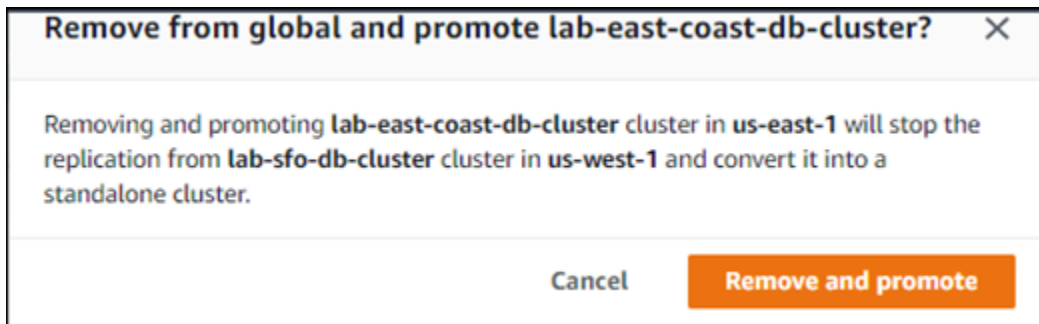 Remove from global and promote lab-east-coast-db-cluster?
Removing and promoting lab-east-coast-db-cluster cluster in us-east-1 will stop the
replication from lab-sfo-db-cluster cluster in us-west-1 and convert it into a
standalone cluster.
Cancel Remove and promote